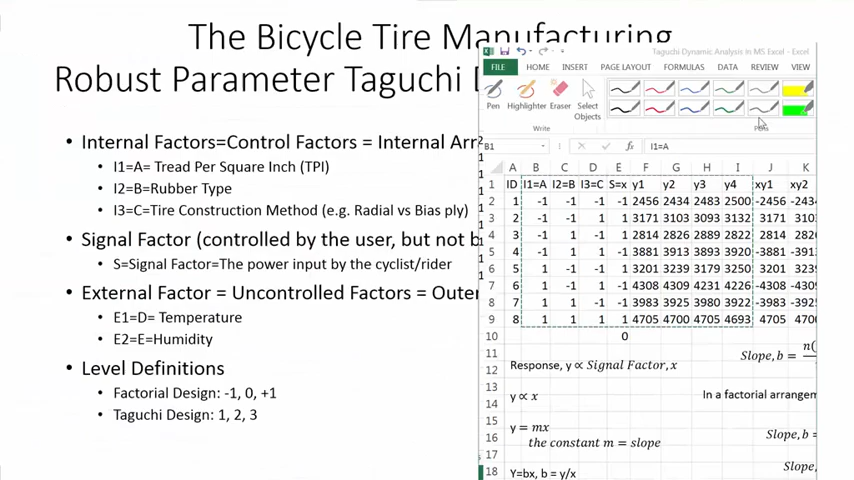 The Bicycle Tire Manufacturing
Robust Parameter Taguchi
• Internal Factors=Control Factors = Internal Arr
• I1=A= Tread Per Square Inch (TPI)
• I2=B=Rubber Type
• I3=C=Tire Construction Method (e.g. Radial vs Bias ply)
• Signal Factor (controlled by the user, but not b
• S=Signal Factor=The power input by the cyclist/rider
• External Factor = Uncontrolled Factors = Oute
• E1=D= Temperature
• E2=E=Humidity
• Level Definitions
• Factorial Design: -1, 0, +1
• Taguchi Design: 1, 2, 3
Taguchi Dynamic Analysis in MS Excel - Excel
FILE HOME INSERT PAGE LAYOUT FORMULAS DATA REVIEW VIEW
Pen Highlighter Eraser Select Objects
Write Pens
B1 fx I1=A
A B C D E F G H I J K
1 ID I1=A I2=B I3=C S=x y1 y2 y3 y4 xy1 xy2
2 1 -1 -1 -1 -1 2456 2434 2483 2500 -2456 -243
3 2 -1 -1 1 1 3171 3103 3093 3132 3171 310
4 3 -1 1 -1 1 2814 2826 2889 2822 2814 282
5 4 -1 1 1 -1 3881 3913 3893 3920 -3881 -391
6 5 1 -1 -1 1 3201 3239 3179 3250 3201 323
7 6 1 -1 1 -1 4308 4309 4231 4226 -4308 -430
8 7 1 1 -1 -1 3983 3925 3980 3922 -3983 -392
9 8 1 1 1 1 4705 4700 4705 4693 4705 470
10 0
11 Slope, b = n(
12 Response, y ∝ Signal Factor, x
13
14 y ∝ x In a factorial arrangem
15 y = mx
16 the constant m = slope Slope, b =
17 Slope,
18 Y=bx, b = y/x